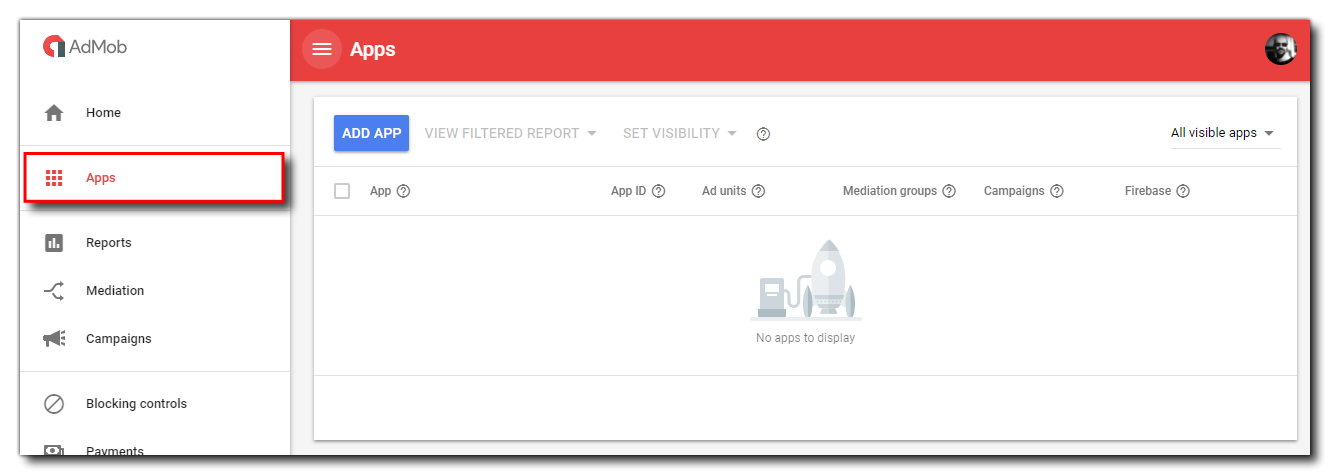 AdMob
Apps
Home
Apps
Reports
Mediation
Campaigns
Blocking controls
Payments
ADD APP VIEW FILTERED REPORT SET VISIBILITY ? All visible apps
App ? App ID ? Ad units ? Mediation groups ? Campaigns ? Firebase ?
No apps to display